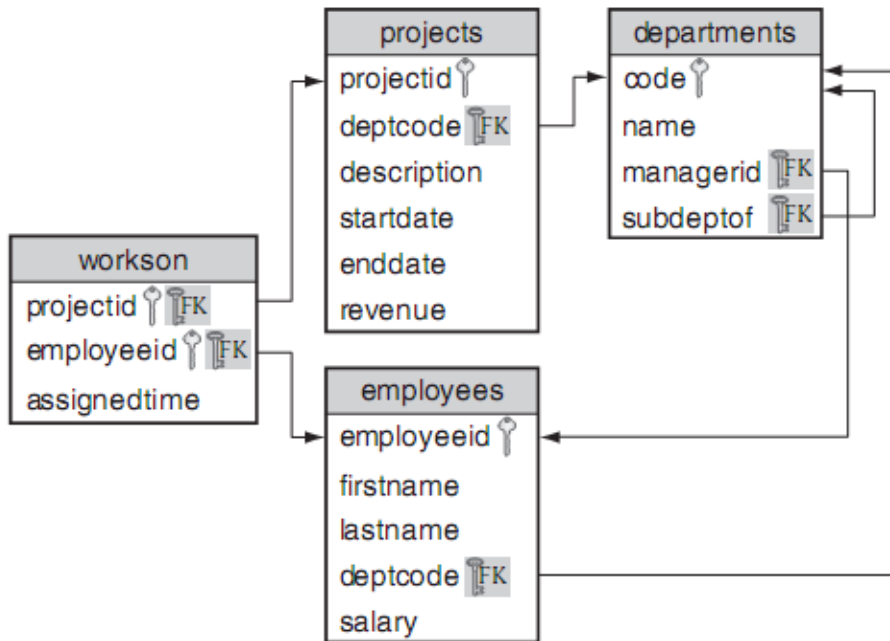 projects
projectid
deptcode FK
description
startdate
enddate
revenue
departments
code
name
managerid FK
subdeptof FK
workson
projectid FK
employeeid FK
assignedtime
employees
employeeid
firstname
lastname
deptcode FK
salary